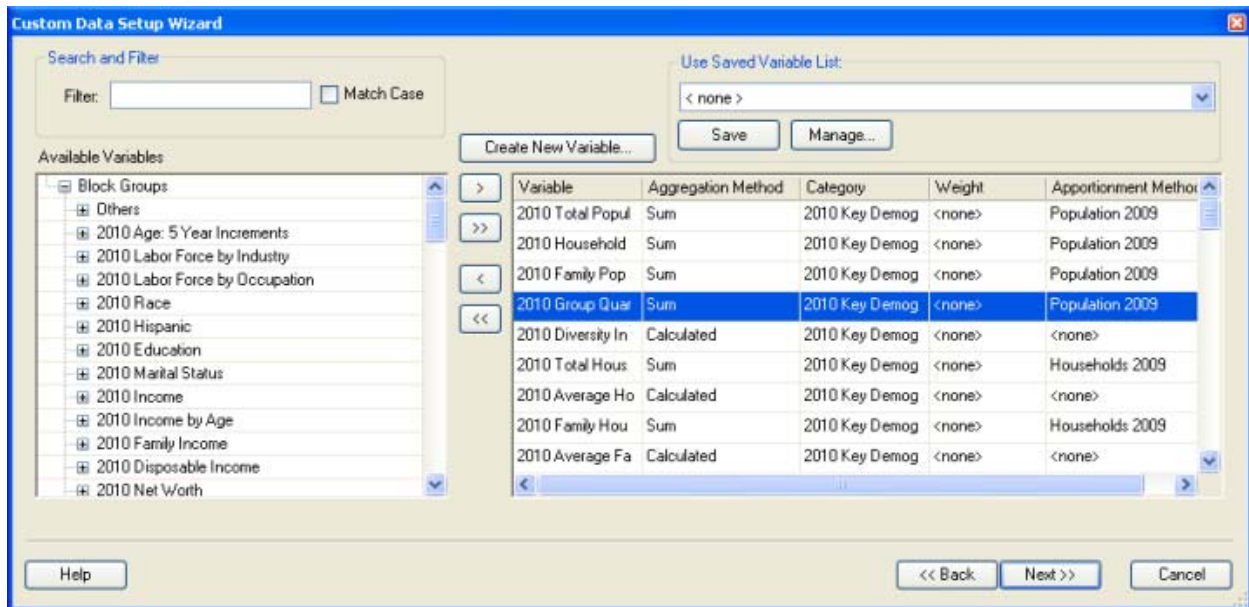 Custom Data Setup Wizard
Search and Filter
Filter:
Match Case
Use Saved Variable List:
< none >
Save
Manage...
Create New Variable...
Available Variables
Block Groups
Others
2010 Age: 5 Year Increments
2010 Labor Force by Industry
2010 Labor Force by Occupation
2010 Race
2010 Hispanic
2010 Education
2010 Marital Status
2010 Income
2010 Income by Age
2010 Family Income
2010 Disposable Income
2010 Net Worth
>
>>
<
<<
Variable Aggregation Method Category Weight Apportionment Method
2010 Total Popul Sum 2010 Key Demog <none> Population 2009
2010 Household Sum 2010 Key Demog <none> Population 2009
2010 Family Pop Sum 2010 Key Demog <none> Population 2009
2010 Group Quar Sum 2010 Key Demog <none> Population 2009
2010 Diversity In Calculated 2010 Key Demog <none> <none>
2010 Total Hous Sum 2010 Key Demog <none> Households 2009
2010 Average Ho Calculated 2010 Key Demog <none> <none>
2010 Family Hou Sum 2010 Key Demog <none> Households 2009
2010 Average Fa Calculated 2010 Key Demog <none> <none>
Help
<< Back
Next >>
Cancel